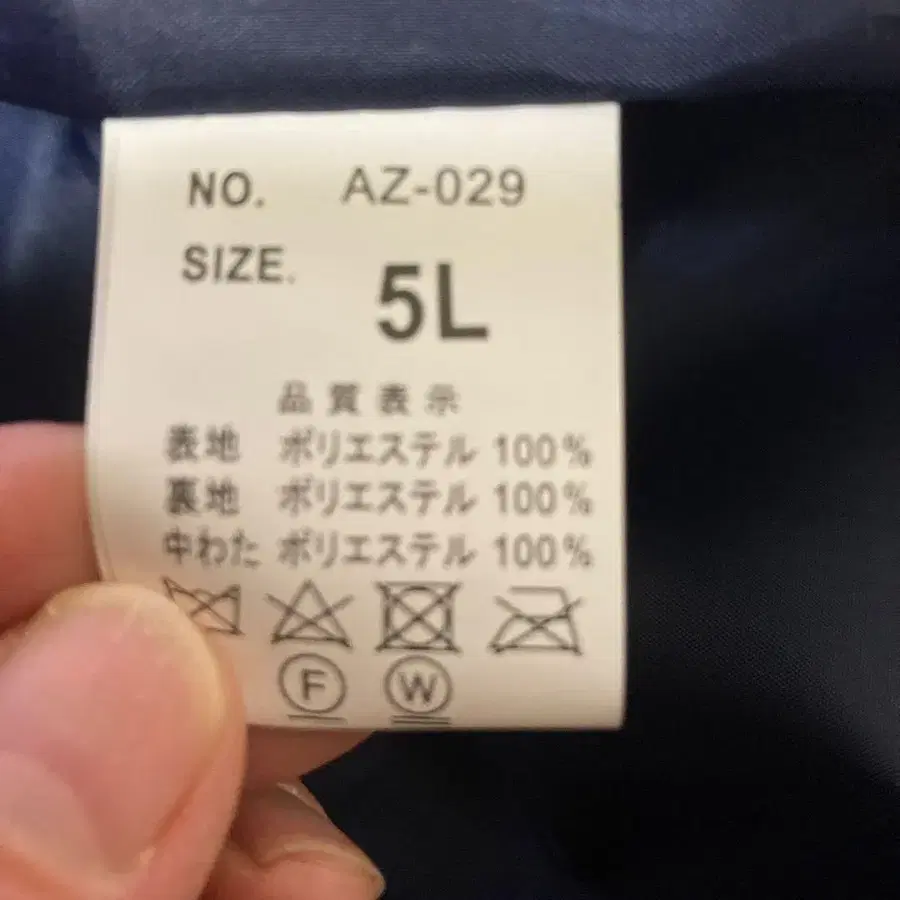 NO. AZ-029
SIZE. 5L
品質表示
表地 ポリエステル 100%
裏地 ポリエステル 100%
中わた ポリエステル 100%
F W